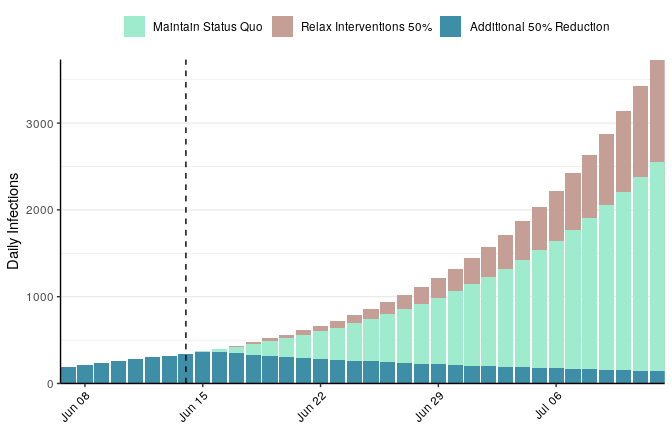 Maintain Status Quo Relax Interventions 50% Additional 50% Reduction
Daily Infections
3000
2000
1000
0
Jun 08 Jun 15 Jun 22 Jun 29 Jul 06